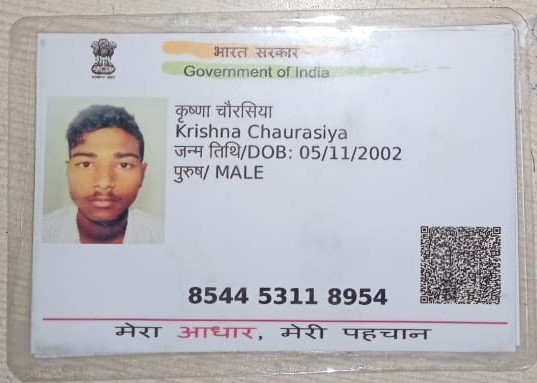 भारत सरकार
Government of India
कृष्णा चौरसिया
Krishna Chaurasiya
जन्म तिथि/DOB: 05/11/2002
पुरुष/ MALE
8544 5311 8954
मेरा आधार, मेरी पहचान